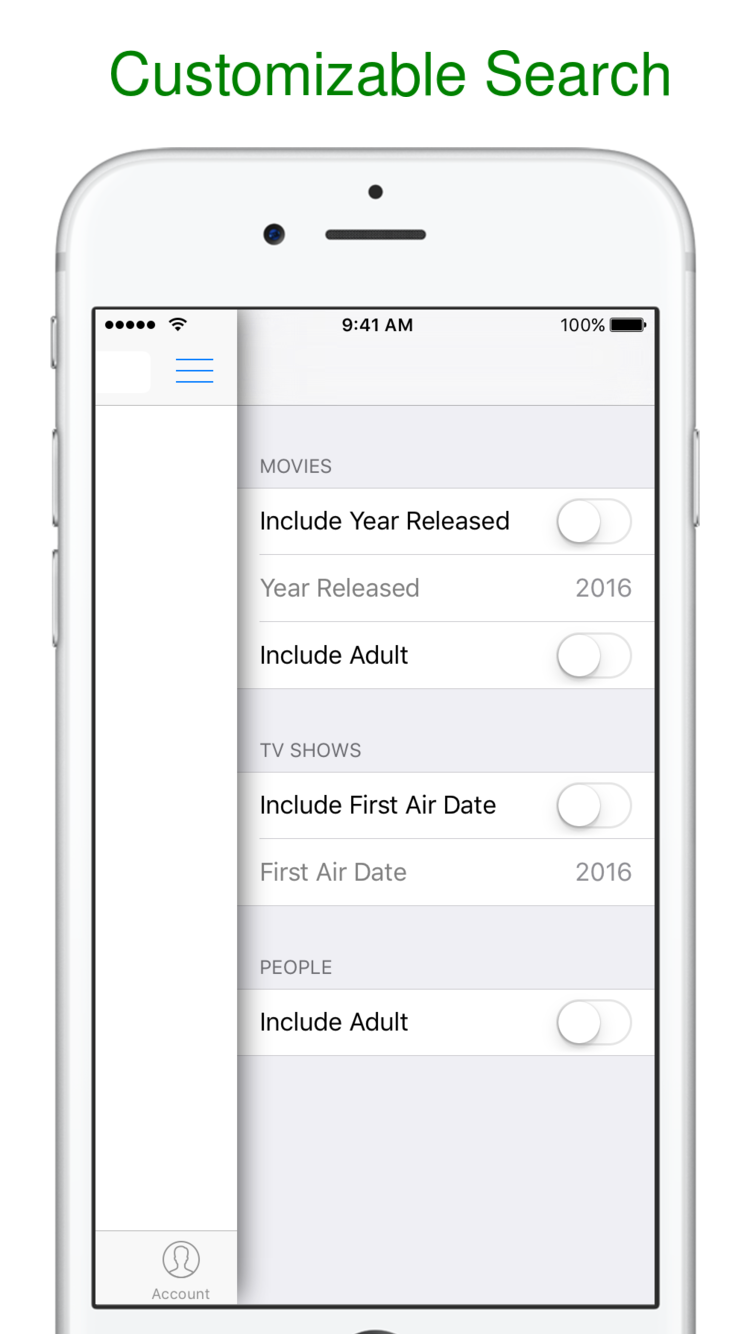 Customizable Search
9:41 AM
100%
MOVIES
Include Year Released
Year Released 2016
Include Adult
TV SHOWS
Include First Air Date
First Air Date 2016
PEOPLE
Include Adult
Account